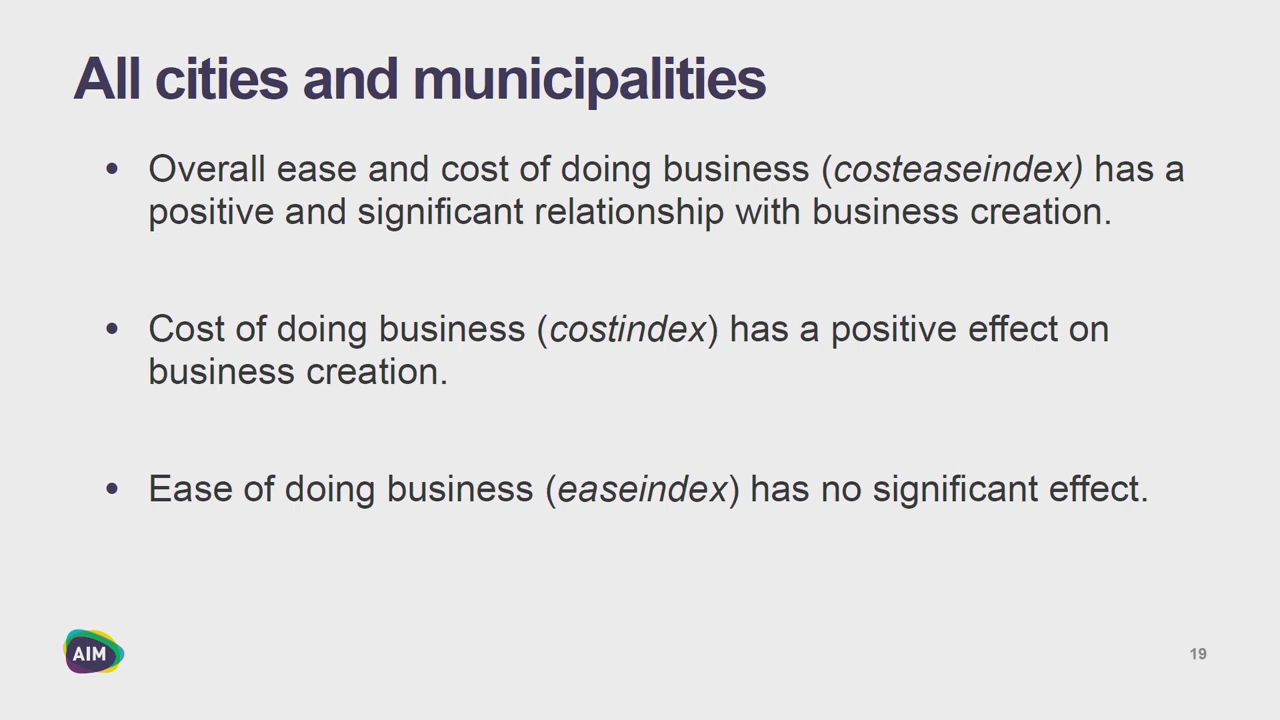 All cities and municipalities
• Overall ease and cost of doing business (costeaseindex) has a
positive and significant relationship with business creation.
• Cost of doing business (costindex) has a positive effect on
business creation.
• Ease of doing business (easeindex) has no significant effect.
AIM
19